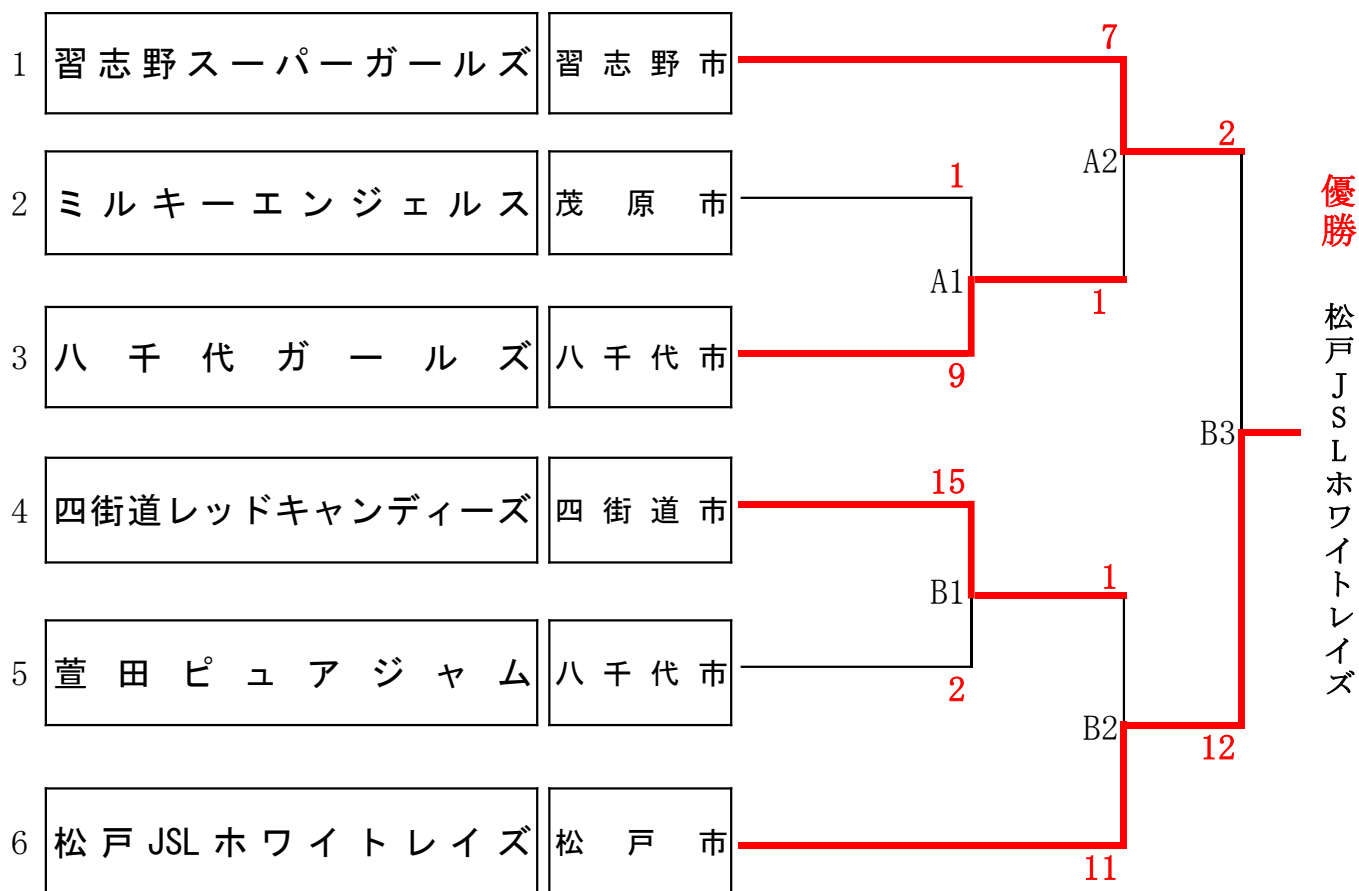 1 習志野スーパーガールズ 習志野市
7
2
A2
2 ミルキーエンジェルス 茂原市
1
A1
1
3 八千代ガールズ 八千代市
9
B3
4 四街道レッドキャンディーズ 四街道市
15
B1
1
5 萱田ピュアジャム 八千代市
2
B2
12
6 松戸JSLホワイトレイズ 松戸市
11
優勝 松戸JSLホワイトレイズ